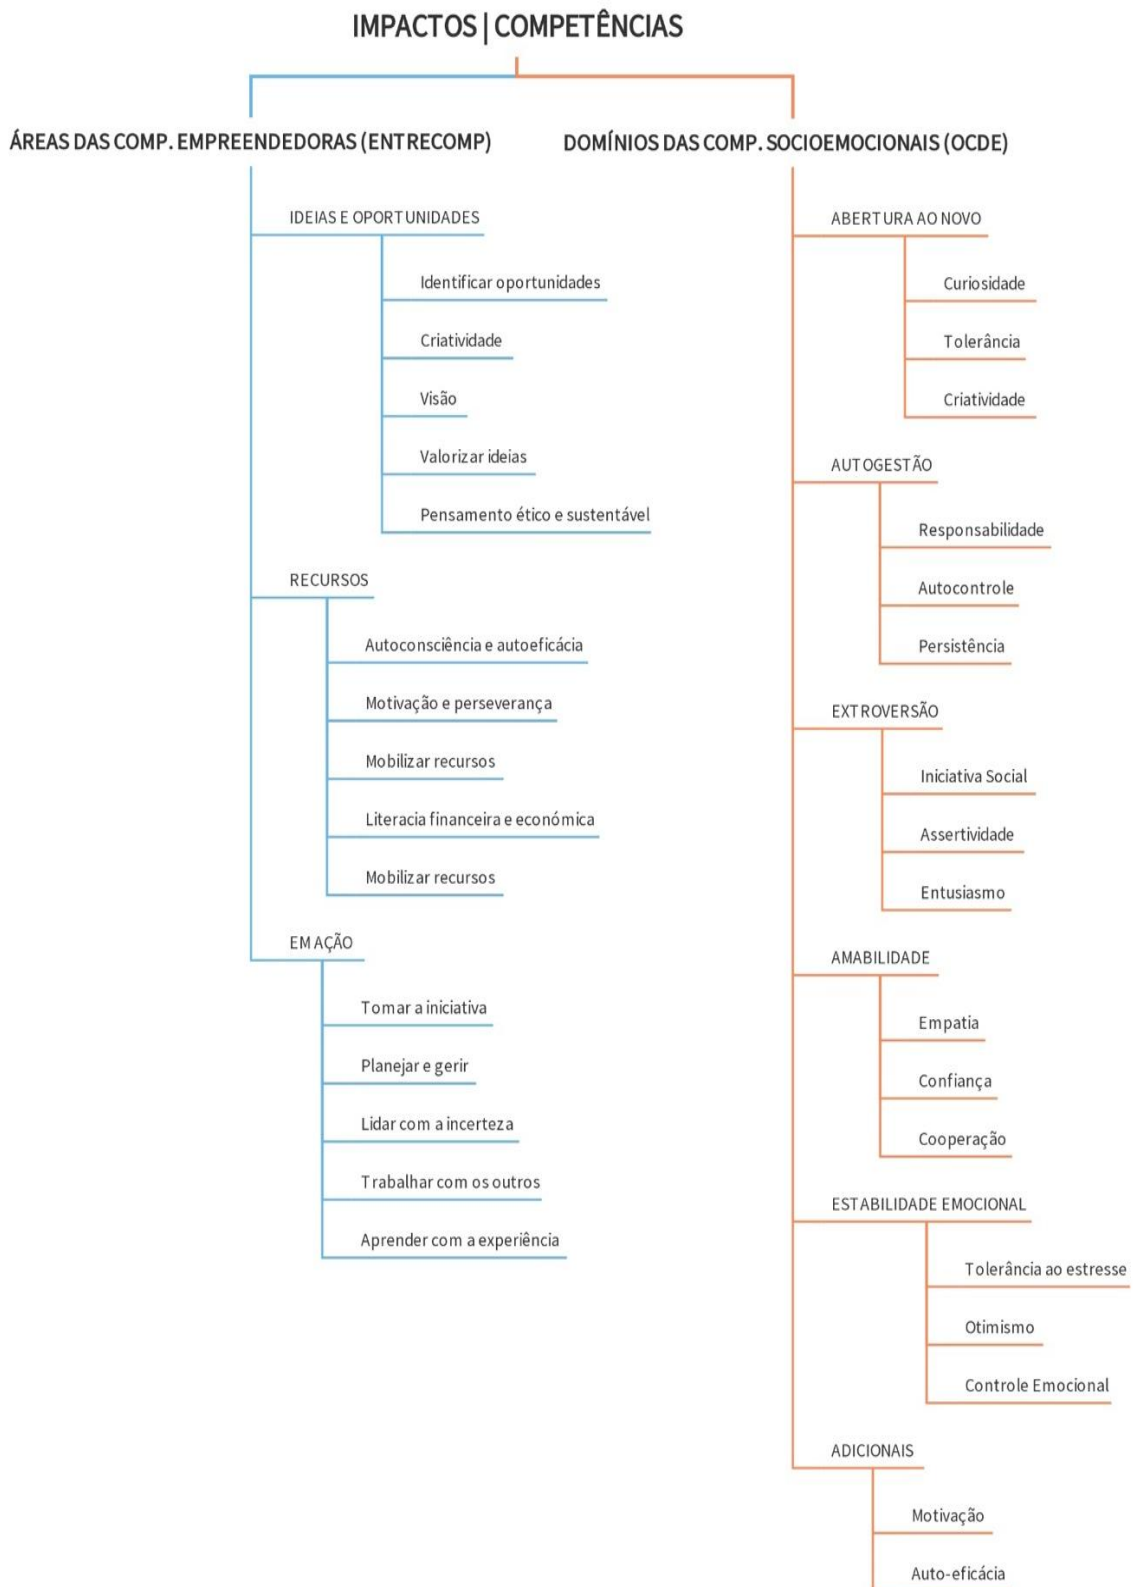 IMPACTOS | COMPETÊNCIAS
ÁREAS DAS COMP. EMPREENDEDORAS (ENTRECOMP)
IDEIAS E OPORTUNIDADES
Identificar oportunidades
Criatividade
Visão
Valorizar ideias
Pensamento ético e sustentável
RECURSOS
Autoconsciência e autoeficácia
Motivação e perseverança
Mobilizar recursos
Literacia financeira e económica
Mobilizar recursos
EM AÇÃO
Tomar a iniciativa
Planejar e gerir
Lidar com a incerteza
Trabalhar com os outros
Aprender com a experiência
DOMÍNIOS DAS COMP. SOCIOEMOCIONAIS (OCDE)
ABERTURA AO NOVO
Curiosidade
Tolerância
Criatividade
AUTOGESTÃO
Responsabilidade
Autocontrole
Persistência
EXTROVERSÃO
Iniciativa Social
Assertividade
Entusiasmo
AMABILIDADE
Empatia
Confiança
Cooperação
ESTABILIDADE EMOCIONAL
Tolerância ao estresse
Otimismo
Controle Emocional
ADICIONAIS
Motivação
Auto-eficácia